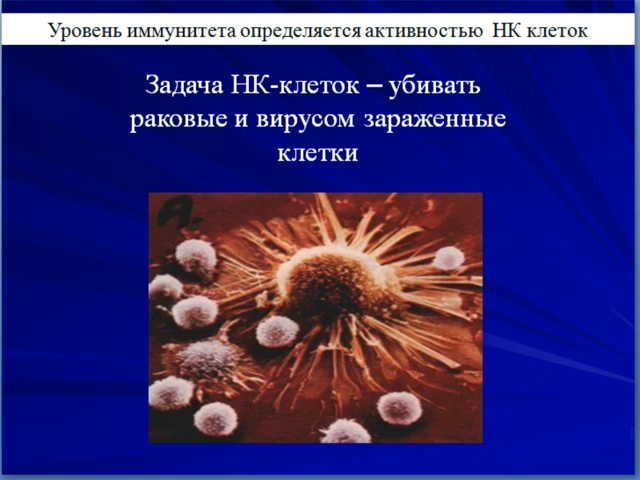 Уровень иммунитета определяется активностью НК клеток
Задача НК-клеток – убивать
раковые и вирусом зараженные
клетки